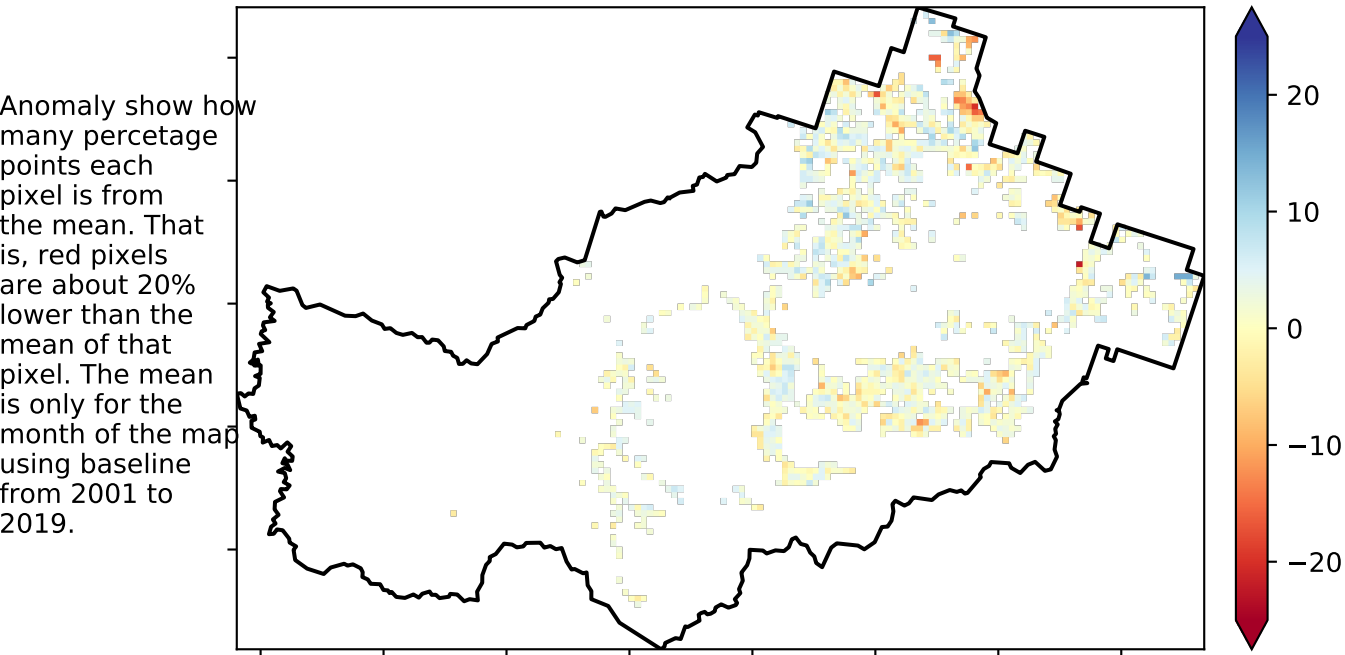 Anomaly show how
many percetage
points each
pixel is from
the mean. That
is, red pixels
are about 20%
lower than the
mean of that
pixel. The mean
is only for the
month of the map
using baseline
from 2001 to
2019.
20
10
0
−10
−20